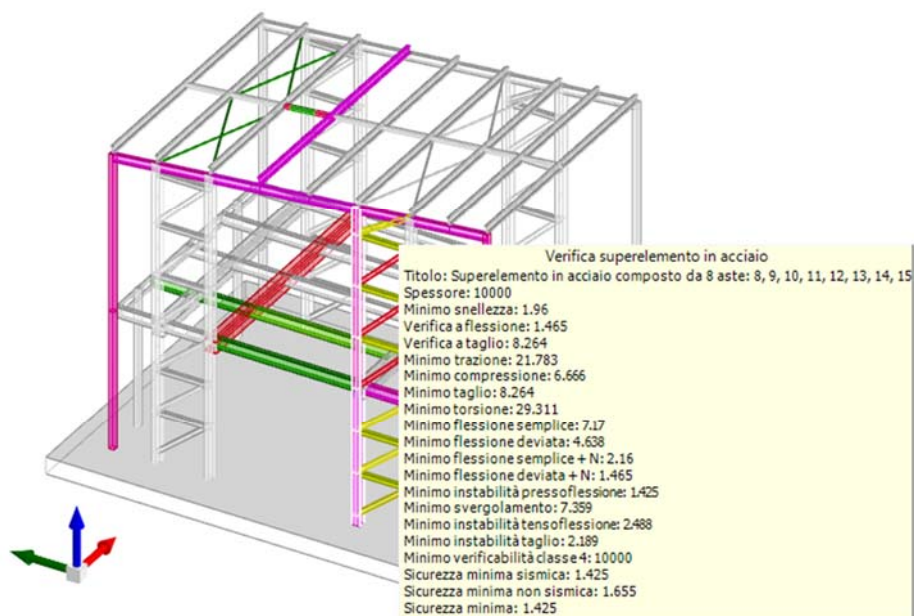 Verifica superelemento in acciaio
Titolo: Superelemento in acciaio composto da 8 aste: 8, 9, 10, 11, 12, 13, 14, 15
Spessore: 10000
Minimo snellezza: 1.96
Verifica a flessione: 1.465
Verifica a taglio: 8.264
Minimo trazione: 21.783
Minimo compressione: 6.666
Minimo taglio: 8.264
Minimo torsione: 29.311
Minimo flessione semplice: 7.17
Minimo flessione deviata: 4.638
Minimo flessione semplice + N: 2.16
Minimo flessione deviata + N: 1.465
Minimo instabilità pressoflessione: 1.425
Minimo svergolamento: 7.359
Minimo instabilità tensoflessione: 2.488
Minimo instabilità taglio: 2.189
Minimo verificabilità classe 4: 10000
Sicurezza minima sismica: 1.425
Sicurezza minima non sismica: 1.655
Sicurezza minima: 1.425